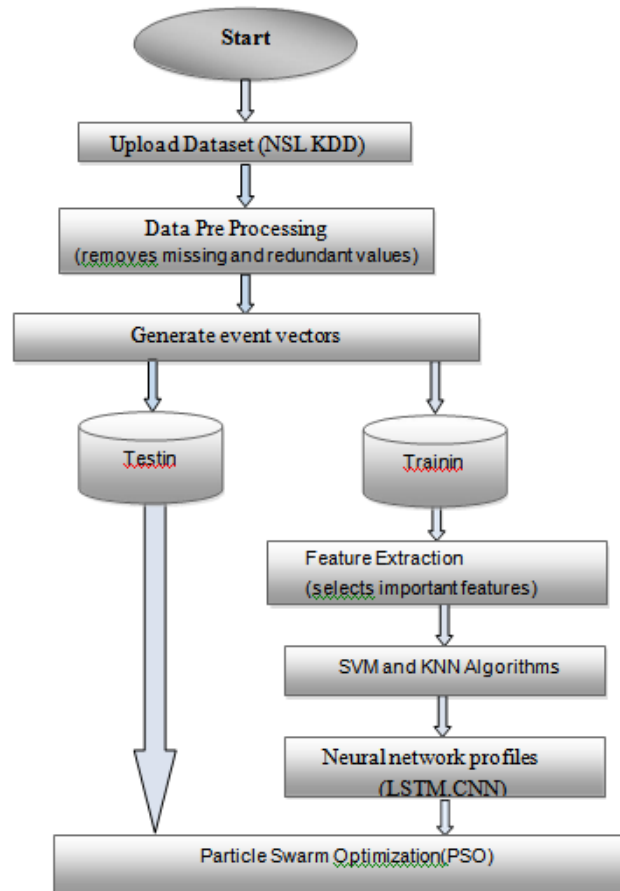 Start
Upload Dataset (NSL KDD)
Data Pre Processing
(removes missing and redundant values)
Generate event vectors
Testin
Trainin
Feature Extraction
(selects important features)
SVM and KNN Algorithms
Neural network profiles
(LSTM,CNN)
Particle Swarm Optimization(PSO)